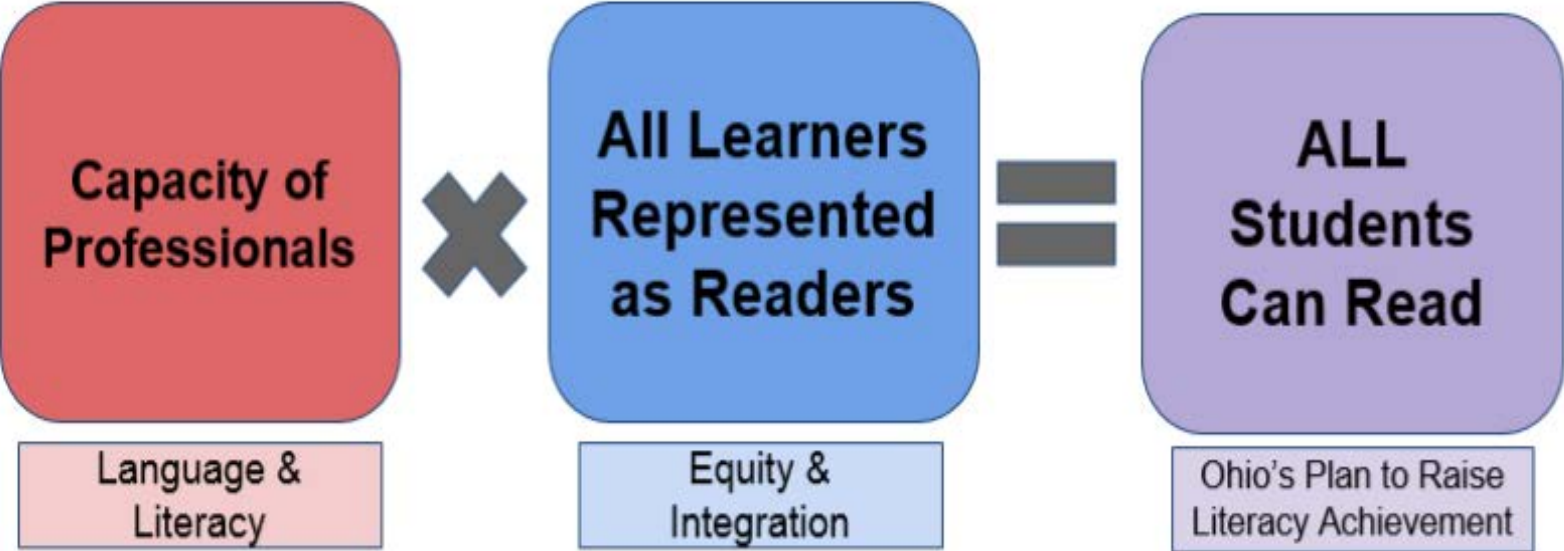 Capacity of
Professionals
All Learners
Represented
as Readers
ALL
Students
Can Read
Language &
Literacy
Equity &
Integration
Ohio's Plan to Raise
Literacy Achievement